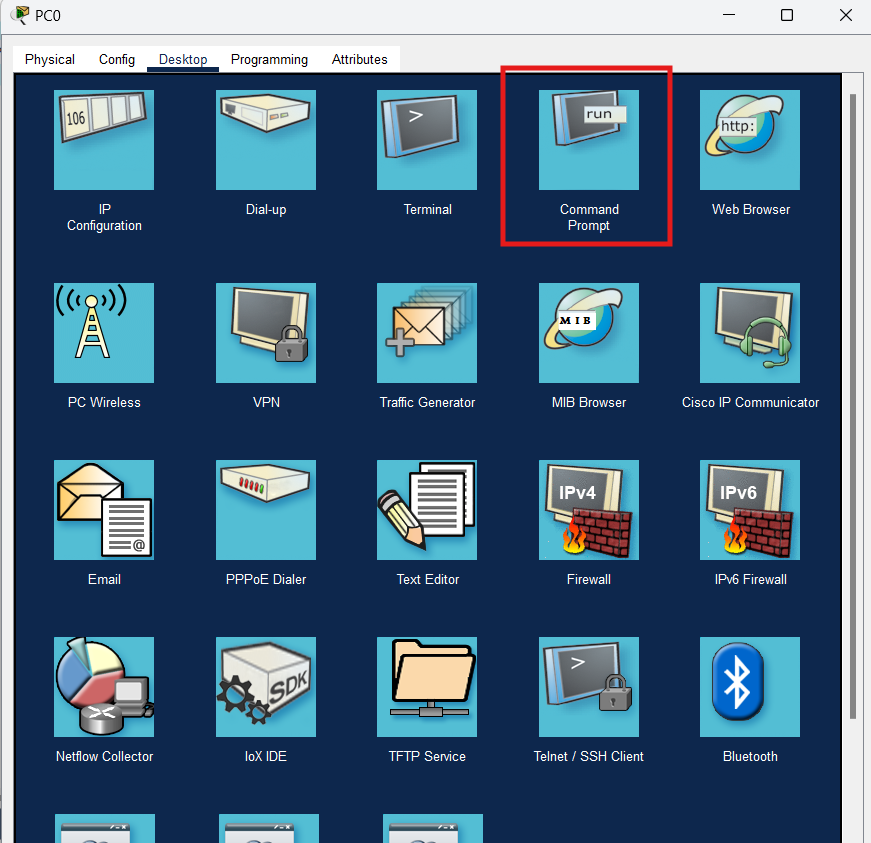 PC0
Physical Config Desktop Programming Attributes
106
>
run
http:
IP
Configuration
Dial-up
Terminal
Command
Prompt
Web Browser
MIB
PC Wireless
VPN
Traffic Generator
MIB Browser
Cisco IP Communicator
@
IPv4
IPv6
Email
PPPoE Dialer
Text Editor
Firewall
IPv6 Firewall
SDK
>
Netflow Collector
IoX IDE
TFTP Service
Telnet / SSH Client
Bluetooth